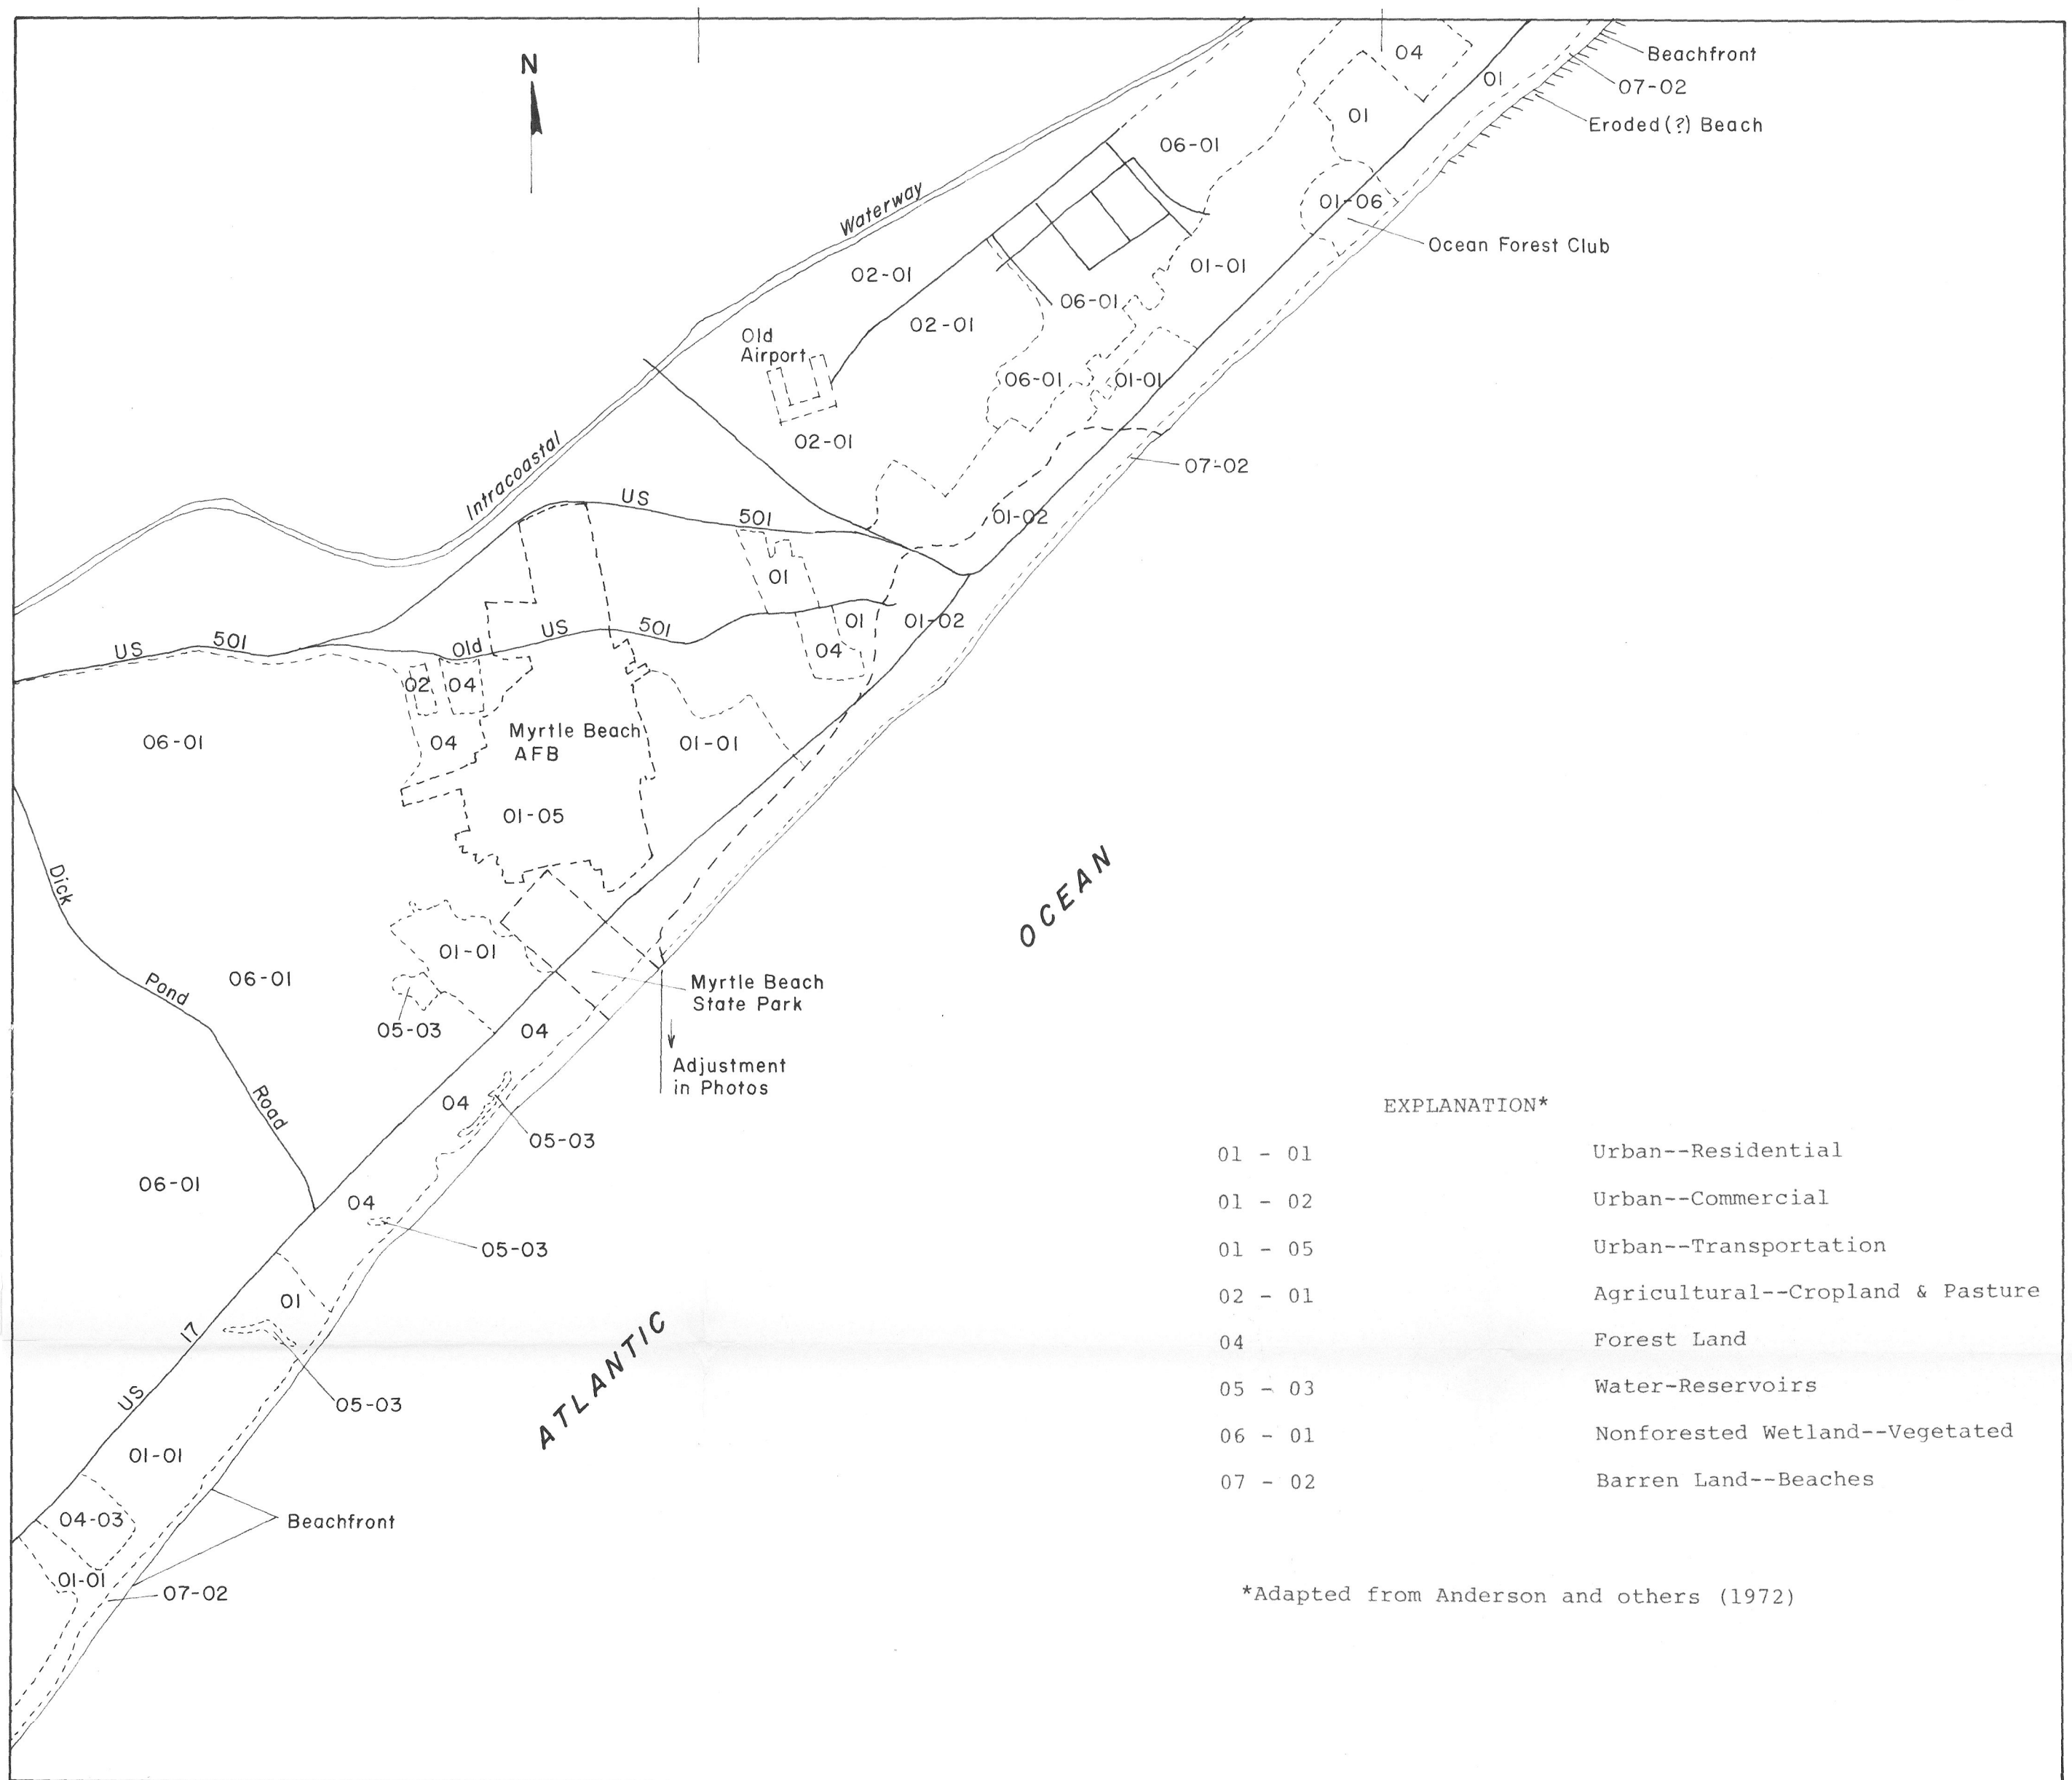 N
04
01
Beachfront
07-02
Eroded(?) Beach
01
06-01
01-06
Ocean Forest Club
Waterway
02-01
01-01
06-01
02-01
Old
Airport
06-01
01-01
02-01
07-02
Intracoastal
US
501
01-02
01
01
01-02
04
US
501
Old
US
501
02
04
06-01
04
Myrtle Beach
AFB
01-01
01-05
Dick
Pond
Road
01-01
06-01
05-03
04
Myrtle Beach
State Park
Adjustment
in Photos
OCEAN
04
05-03
06-01
04
05-03
01
05-03
US
17
ATLANTIC
01-01
04-03
Beachfront
01-01
07-02
EXPLANATION*
01 - 01 Urban--Residential
01 - 02 Urban--Commercial
01 - 05 Urban--Transportation
02 - 01 Agricultural--Cropland & Pasture
04 Forest Land
05 - 03 Water-Reservoirs
06 - 01 Nonforested Wetland--Vegetated
07 - 02 Barren Land--Beaches
*Adapted from Anderson and others (1972)